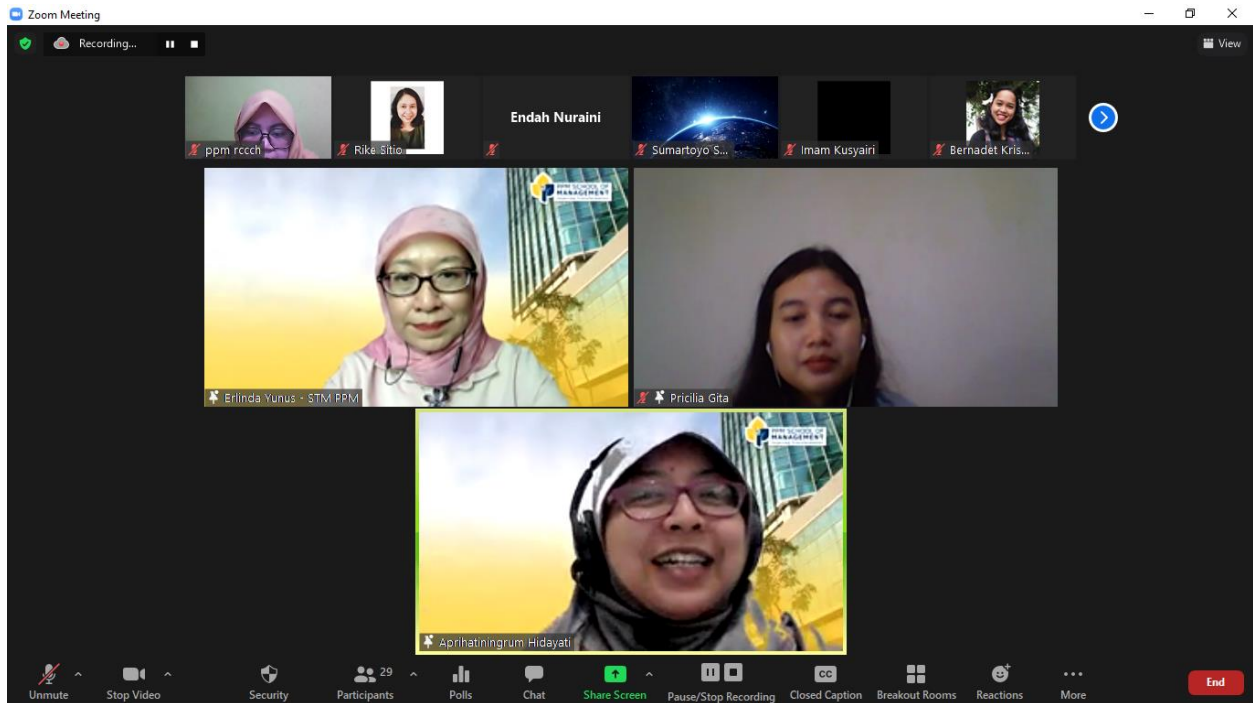 Zoom Meeting
Recording...
View
ppm rccch
Rike Sitio
Endah Nuraini
Sumartoyo S...
Imam Kusyairi
Bernadet Kris...
PPM SCHOOL OF
MANAGEMENT
Erlinda Yunus - STM PPM
Pricilia Gita
PPM SCHOOL OF
MANAGEMENT
Aprihatiningrum Hidayati
Unmute
Stop Video
Security
29
Participants
Polls
Chat
Share Screen
Pause/Stop Recording
CC
Closed Caption
Breakout Rooms
Reactions
More
End